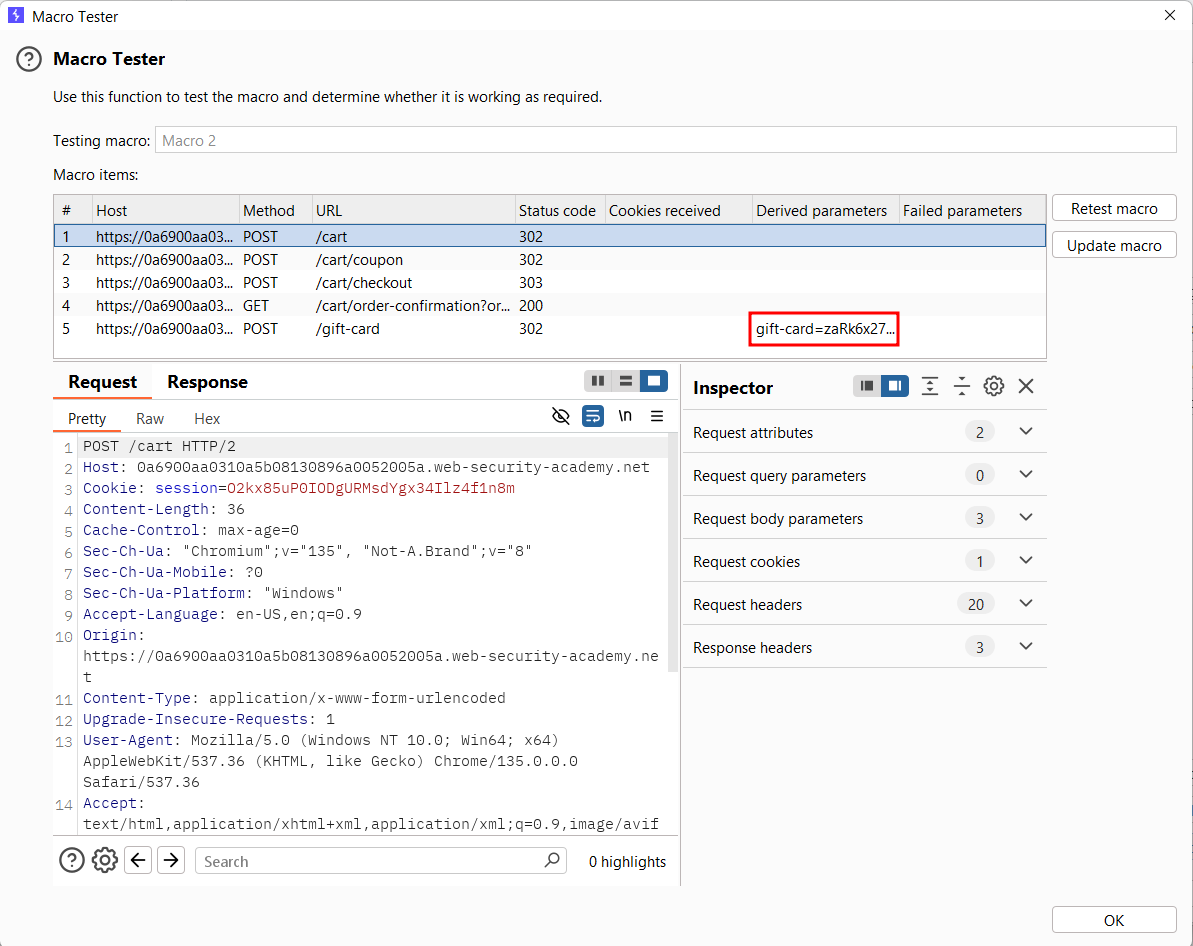 Macro Tester
Macro Tester
Use this function to test the macro and determine whether it is working as required.
Testing macro: Macro 2
Macro items:
# Host Method URL Status code Cookies received Derived parameters Failed parameters
1 https://0a6900aa03... POST /cart 302
2 https://0a6900aa03... POST /cart/coupon 302
3 https://0a6900aa03... POST /cart/checkout 303
4 https://0a6900aa03... GET /cart/order-confirmation?or... 200
5 https://0a6900aa03... POST /gift-card 302 gift-card=zaRk6x27...
Retest macro
Update macro
Request Response
Pretty Raw Hex
\n
1 POST /cart HTTP/2
2 Host: 0a6900aa0310a5b08130896a0052005a.web-security-academy.net
3 Cookie: session=O2kx85uP0IODgURMsdYgx34Ilz4f1n8m
4 Content-Length: 36
5 Cache-Control: max-age=0
6 Sec-Ch-Ua: "Chromium";v="135", "Not-A.Brand";v="8"
7 Sec-Ch-Ua-Mobile: ?0
8 Sec-Ch-Ua-Platform: "Windows"
9 Accept-Language: en-US,en;q=0.9
10 Origin:
https://0a6900aa0310a5b08130896a0052005a.web-security-academy.ne
t
11 Content-Type: application/x-www-form-urlencoded
12 Upgrade-Insecure-Requests: 1
13 User-Agent: Mozilla/5.0 (Windows NT 10.0; Win64; x64)
AppleWebKit/537.36 (KHTML, like Gecko) Chrome/135.0.0.0
Safari/537.36
14 Accept:
text/html,application/xhtml+xml,application/xml;q=0.9,image/avif
Search
0 highlights
Inspector
Request attributes 2
Request query parameters 0
Request body parameters 3
Request cookies 1
Request headers 20
Response headers 3
OK